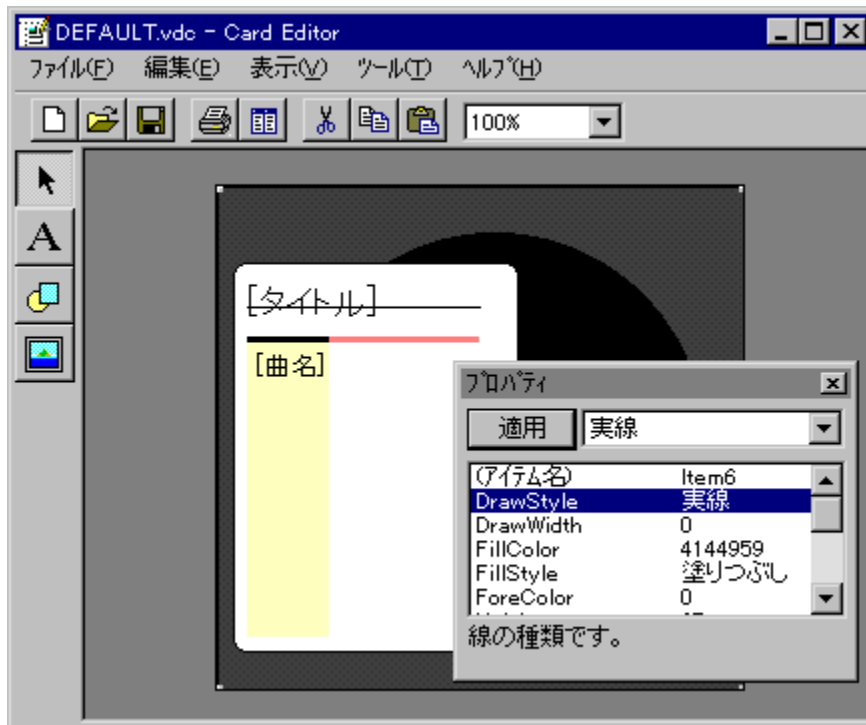 DEFAULT.vdc - Card Editor
ﾌｧｲﾙ(F) 編集(E) 表示(V) ﾂｰﾙ(T) ﾍﾙﾌﾟ(H)
100%
A
[タイトル]
[曲名]
ﾌﾟﾛﾊﾟﾃｨ
適用 実線
(ｱｲﾃﾑ名) Item6
DrawStyle 実線
DrawWidth 0
FillColor 4144959
FillStyle 塗りつぶし
ForeColor 0
線の種類です。